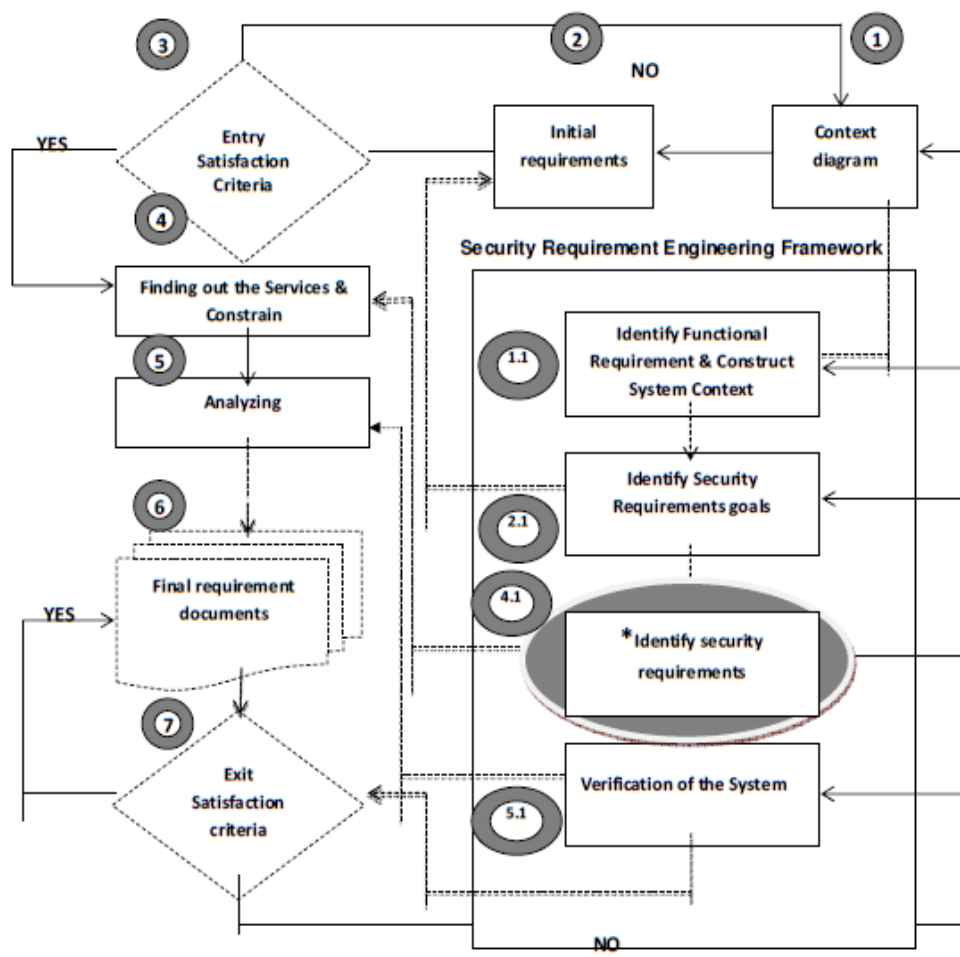 3
2
1
NO
YES
Entry
Satisfaction
Criteria
Initial
requirements
Context
diagram
4
Security Requirement Engineering Framework
Finding out the Services &
Constrain
5
Analyzing
1.1
Identify Functional
Requirement & Construct
System Context
6
Identify Security
Requirements goals
2.1
Final requirement
documents
YES
4.1
*Identify security
requirements
7
Exit
Satisfaction
criteria
Verification of the System
5.1
NO